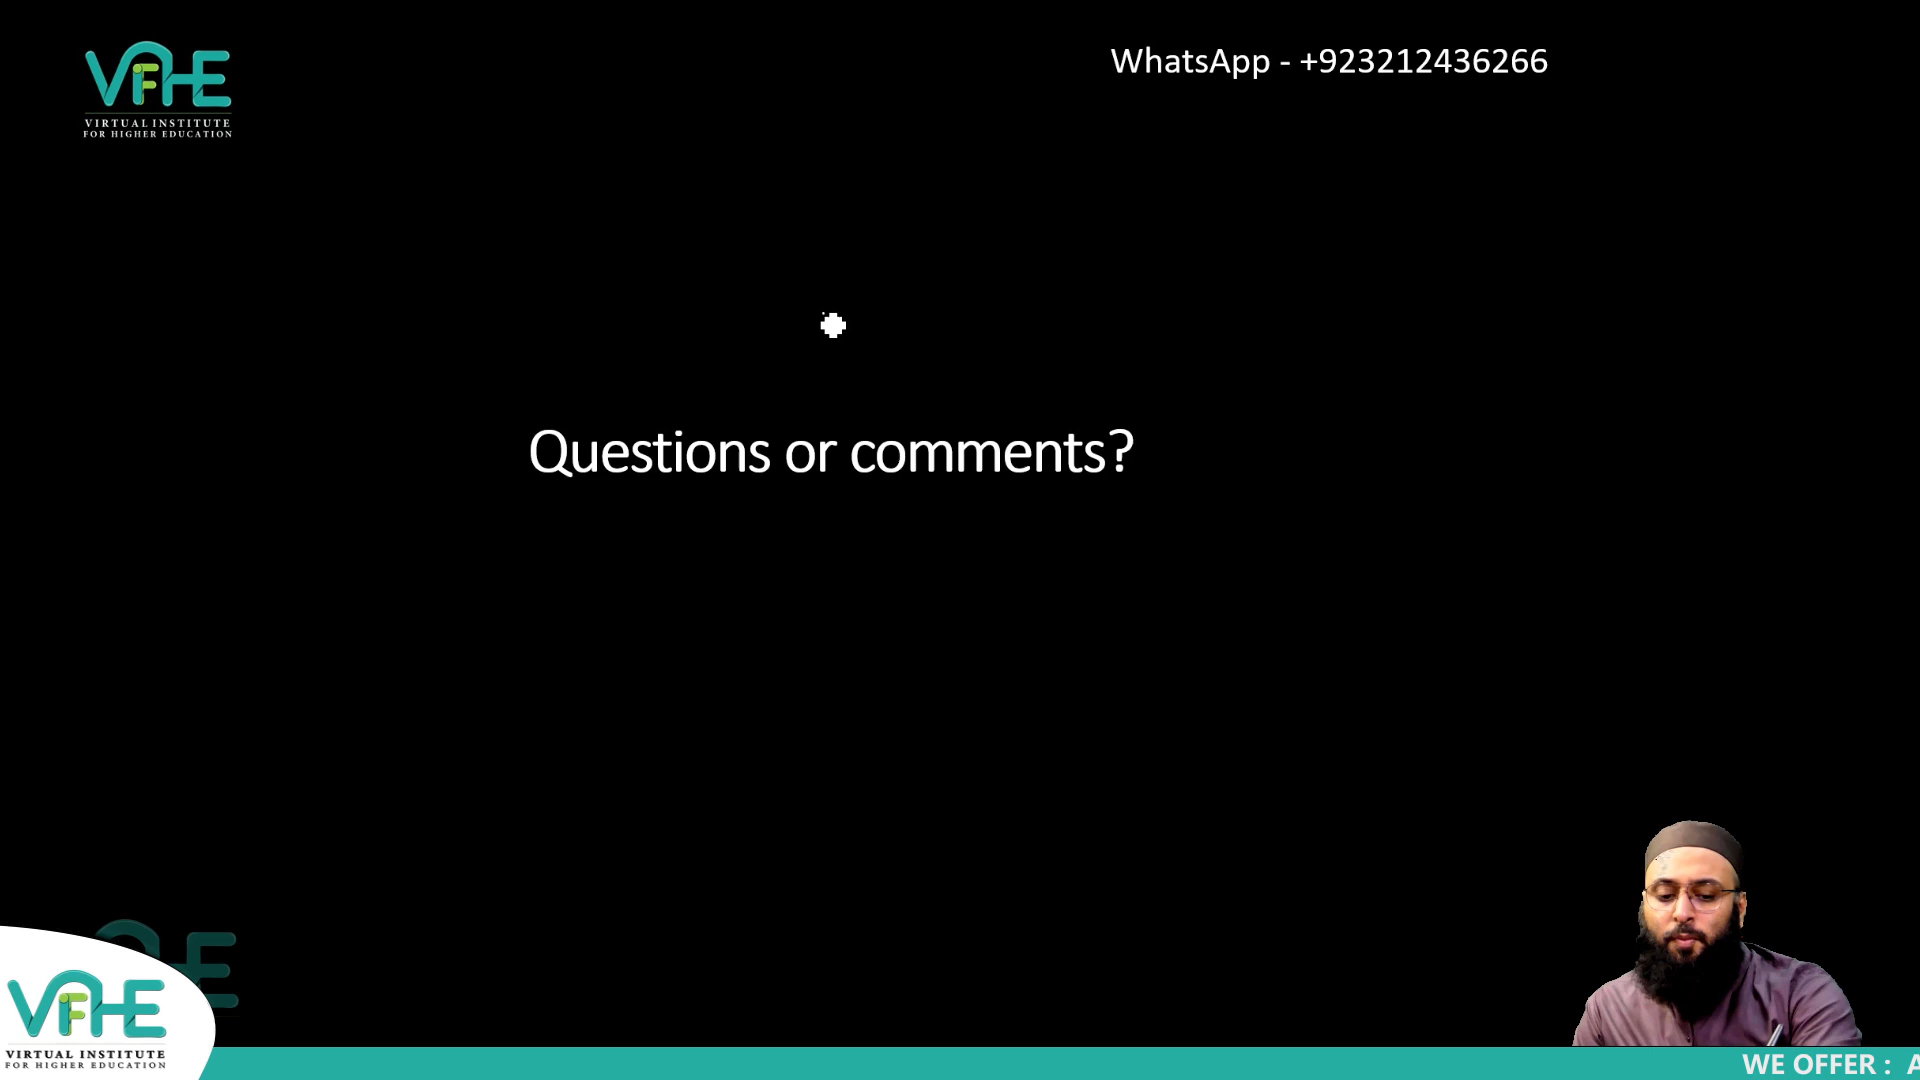 VFHE
VIRTUAL INSTITUTE
FOR HIGHER EDUCATION
WhatsApp - +923212436266
Questions or comments?
VFHE
VIRTUAL INSTITUTE
FOR HIGHER EDUCATION
WE OFFER : A